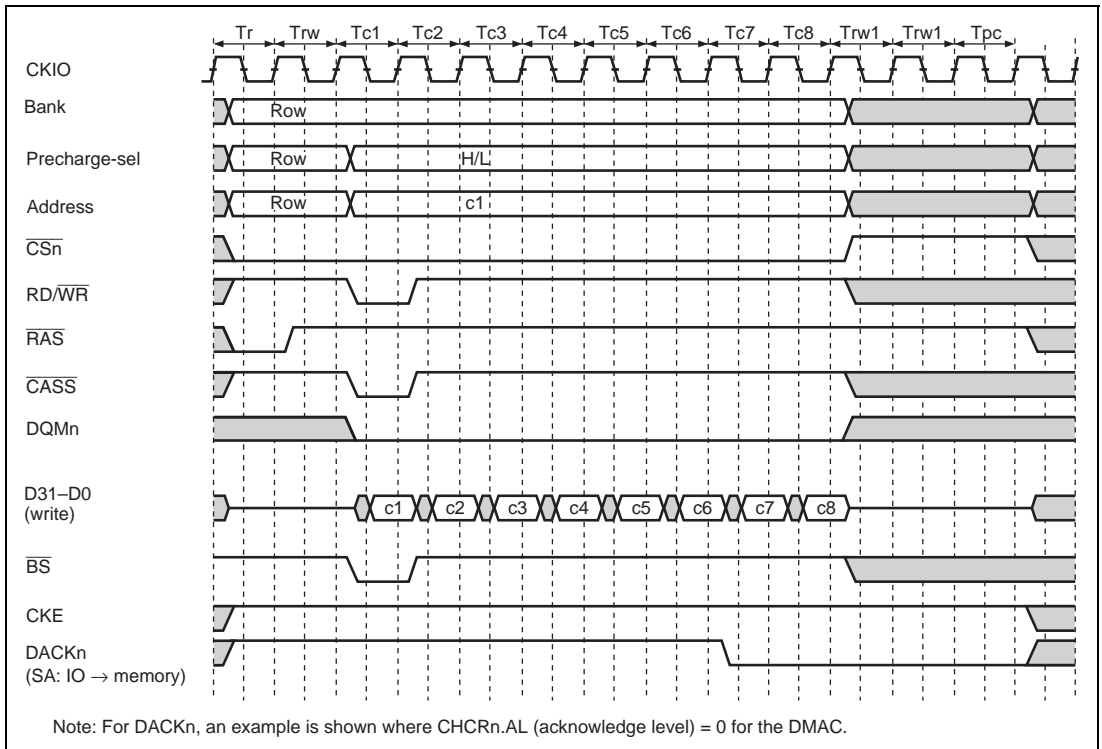 Tr Trw Tc1 Tc2 Tc3 Tc4 Tc5 Tc6 Tc7 Tc8 Trw1 Trw1 Tpc
CKIO
Bank
Row
Precharge-sel
Row H/L
Address
Row c1
CSn
RD/WR
RAS
CASS
DQMn
D31–D0
(write)
c1 c2 c3 c4 c5 c6 c7 c8
BS
CKE
DACKn
(SA: IO → memory)
Note: For DACKn, an example is shown where CHCRn.AL (acknowledge level) = 0 for the DMAC.